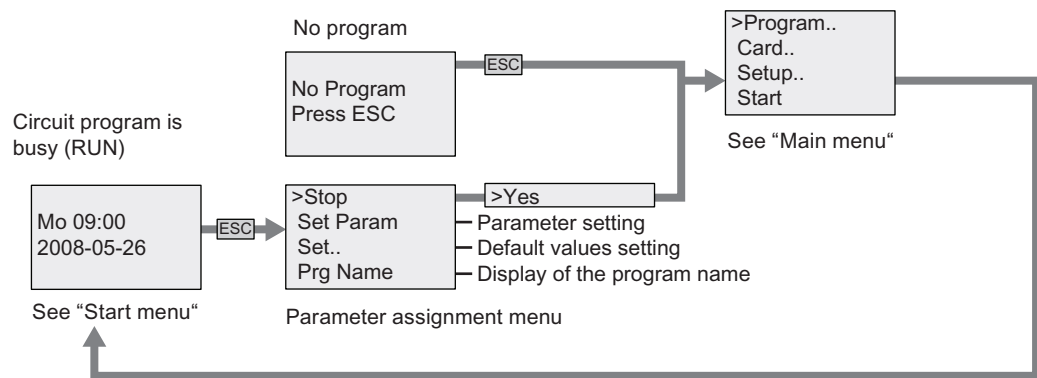 No program
No Program
Press ESC
ESC
>Program..
Card..
Setup..
Start
See “Main menu“
Circuit program is
busy (RUN)
Mo 09:00
2008-05-26
See “Start menu“
ESC
>Stop
Set Param
Set..
Prg Name
>Yes
Parameter setting
Default values setting
Display of the program name
Parameter assignment menu